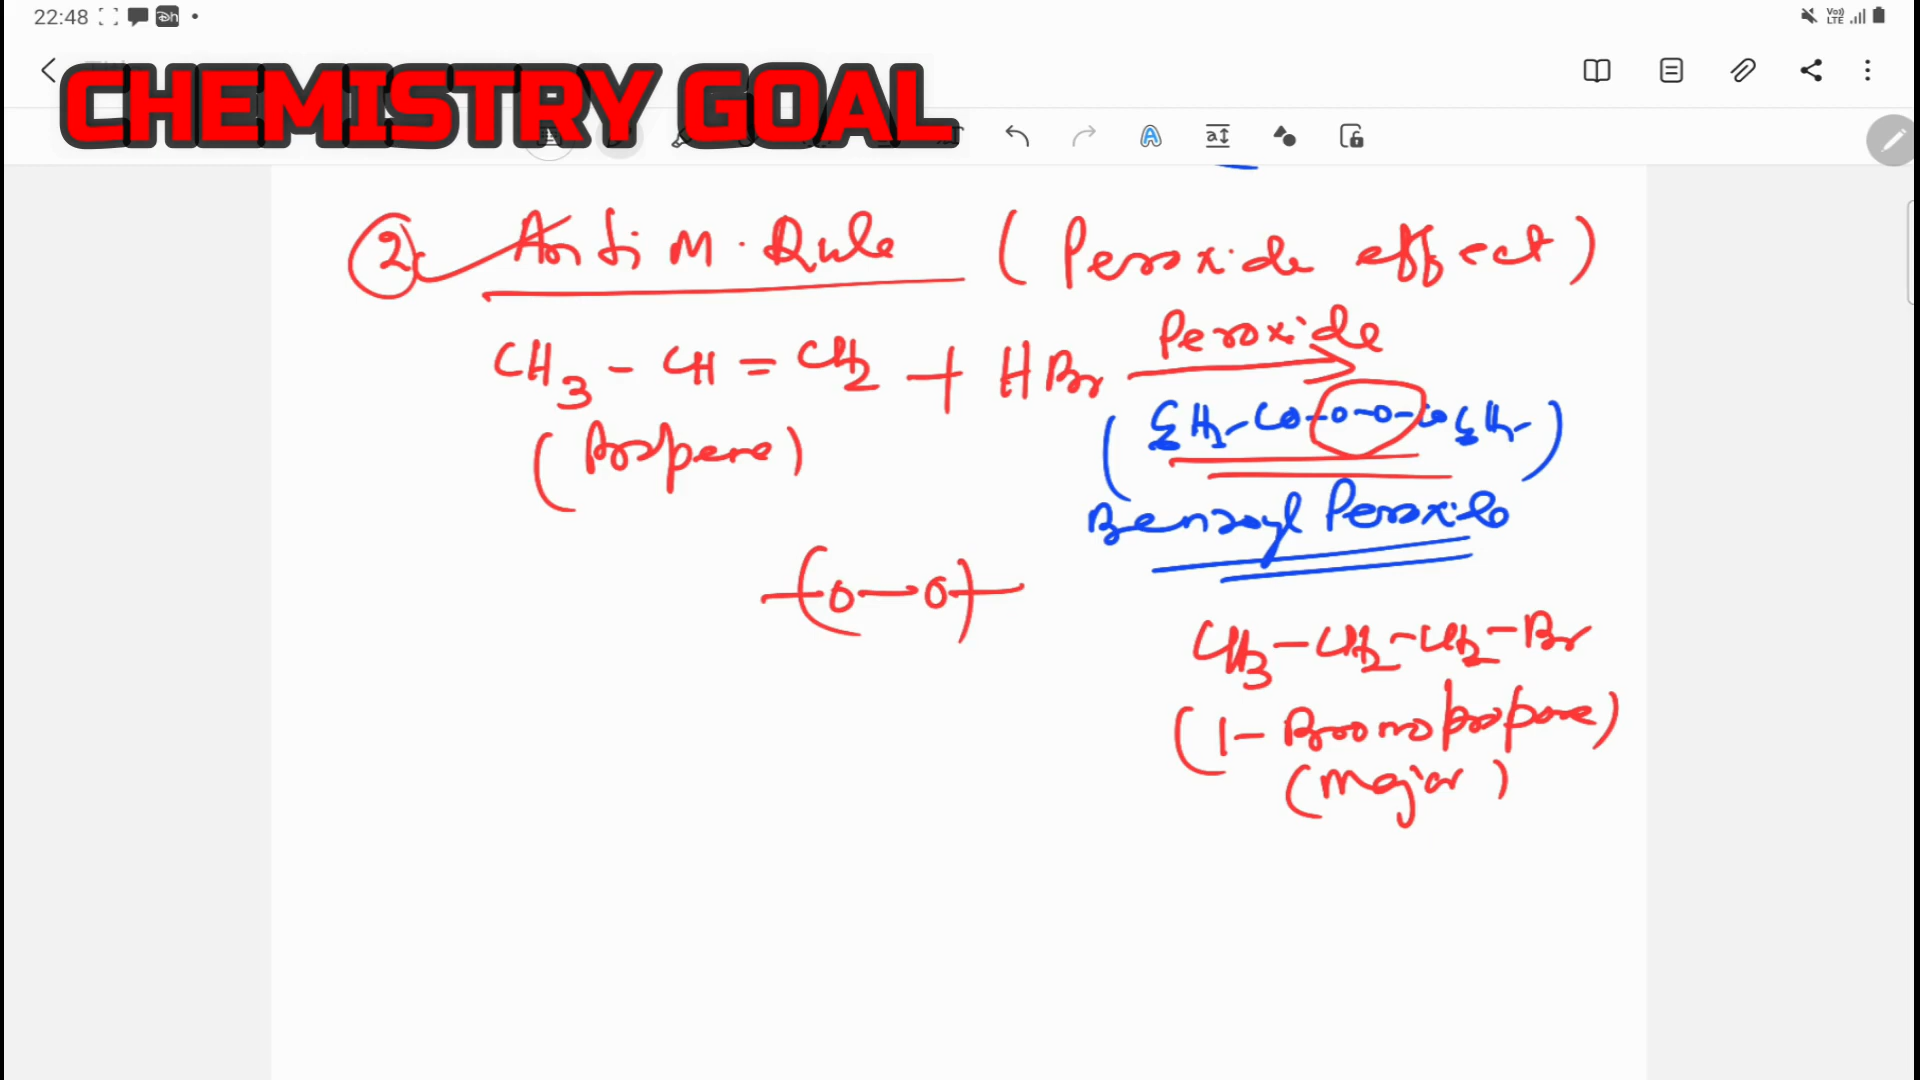 22:48
CHEMISTRY GOAL
2. Anti M. Rule (Peroxide effect)
CH3 - CH = CH2 + HBr Peroxide
(Propene)
(C6H5-CO-O-O-CO C6H5)
Benzoyl Peroxide
-(O-O)-
CH3-CH2-CH2-Br
(1-Bromopropane)
(major)